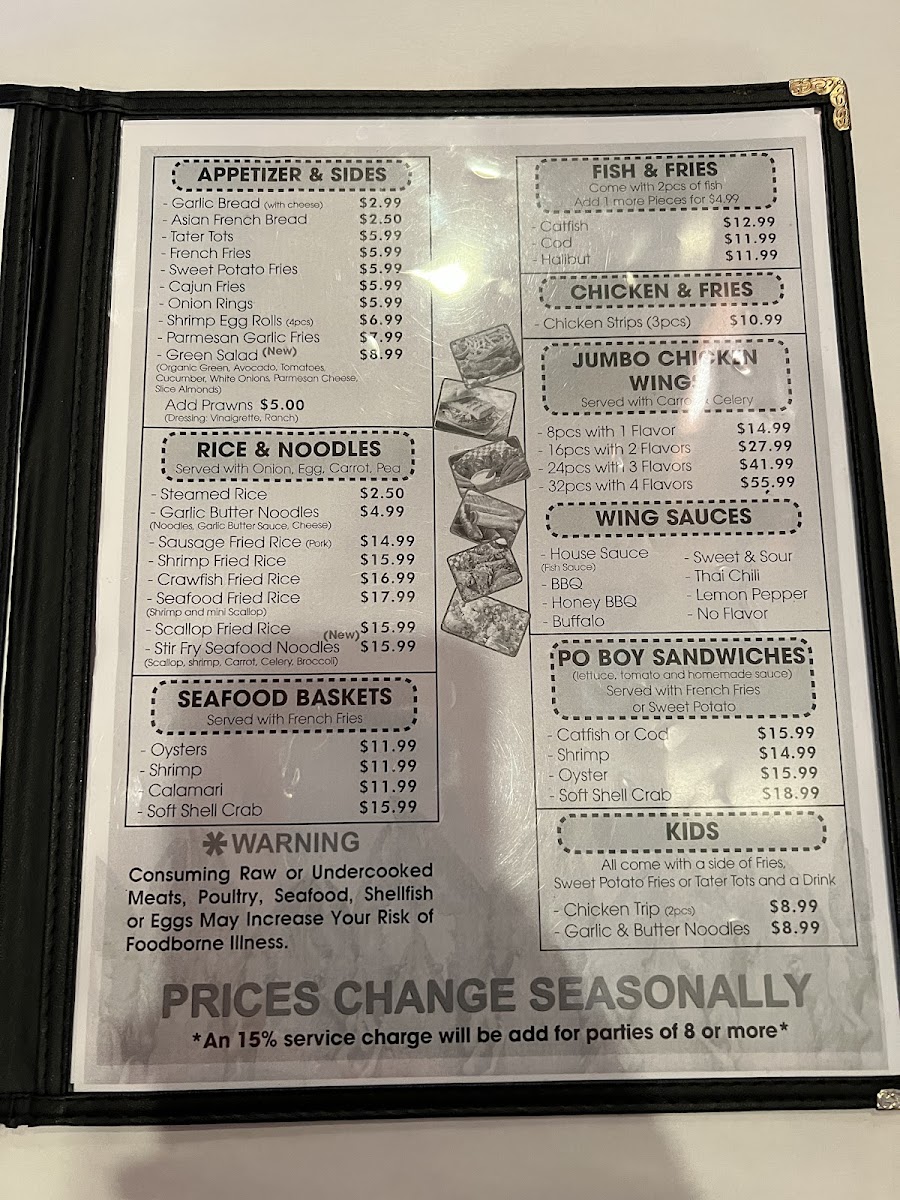 APPETIZER & SIDES
- Garlic Bread (with cheese) $2.99
- Asian French Bread $2.50
- Tater Tots $5.99
- French Fries $5.99
- Sweet Potato Fries $5.99
- Cajun Fries $5.99
- Onion Rings $5.99
- Shrimp Egg Rolls (4pcs) $6.99
- Parmesan Garlic Fries $7.99
- Green Salad (New) $8.99
(Organic Green, Avocado, Tomatoes,
Cucumber, White Onions, Parmesan Cheese,
Slice Almonds)
Add Prawns $5.00
(Dressing: Vinaigrette, Ranch)
RICE & NOODLES
Served with Onion, Egg, Carrot, Pea
- Steamed Rice $2.50
- Garlic Butter Noodles $4.99
(Noodles, Garlic Butter Sauce, Cheese)
- Sausage Fried Rice (Pork) $14.99
- Shrimp Fried Rice $15.99
- Crawfish Fried Rice $16.99
- Seafood Fried Rice $17.99
(Shrimp and mini Scallop)
- Scallop Fried Rice $15.99
- Stir Fry Seafood Noodles (New) $15.99
(Scallop, shrimp, Carrot, Celery, Broccoli)
SEAFOOD BASKETS
Served with French Fries
- Oysters $11.99
- Shrimp $11.99
- Calamari $11.99
- Soft Shell Crab $15.99
*WARNING
Consuming Raw or Undercooked
Meats, Poultry, Seafood, Shellfish
or Eggs May Increase Your Risk of
Foodborne Illness.
FISH & FRIES
Come with 2pcs of fish
Add 1 more Pieces for $4.99
- Catfish $12.99
- Cod $11.99
- Halibut $11.99
CHICKEN & FRIES
- Chicken Strips (3pcs) $10.99
JUMBO CHICKEN
WINGS
Served with Carrot & Celery
- 8pcs with 1 Flavor $14.99
- 16pcs with 2 Flavors $27.99
- 24pcs with 3 Flavors $41.99
- 32pcs with 4 Flavors $55.99
WING SAUCES
- House Sauce
(Fish Sauce)
- BBQ
- Honey BBQ
- Buffalo
- Sweet & Sour
- Thai Chili
- Lemon Pepper
- No Flavor
PO BOY SANDWICHES
(lettuce, tomato and homemade sauce)
Served with French Fries
or Sweet Potato
- Catfish or Cod $15.99
- Shrimp $14.99
- Oyster $15.99
- Soft Shell Crab $18.99
KIDS
All come with a side of Fries,
Sweet Potato Fries or Tater Tots and a Drink
- Chicken Trip (2pcs) $8.99
- Garlic & Butter Noodles $8.99
PRICES CHANGE SEASONALLY
*An 15% service charge will be add for parties of 8 or more*